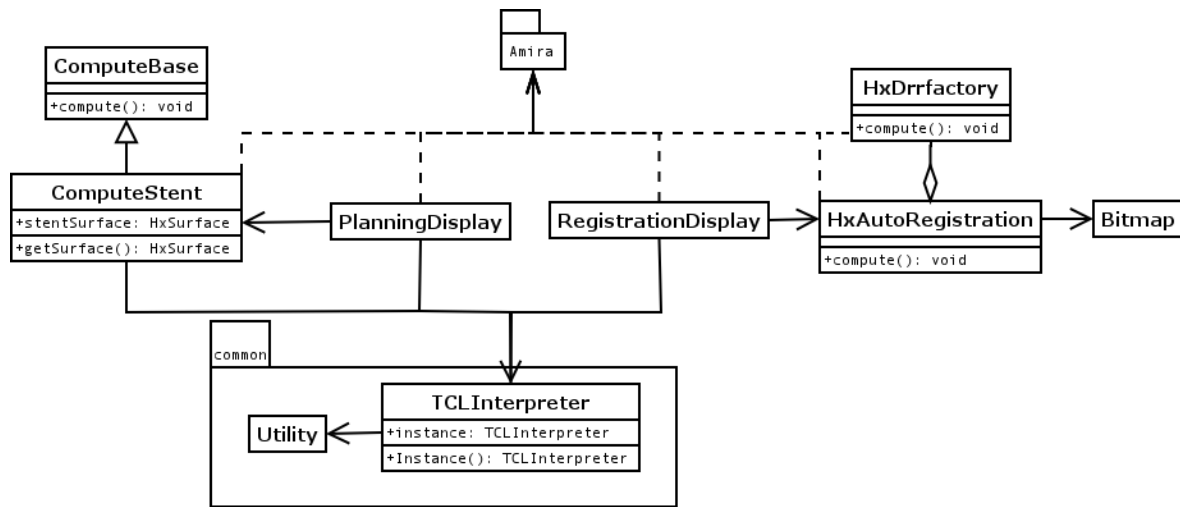 Amira
ComputeBase
+compute(): void
HxDrrfactory
+compute(): void
ComputeStent
+stentSurface: HxSurface
+getSurface(): HxSurface
PlanningDisplay
RegistrationDisplay
HxAutoRegistration
+compute(): void
Bitmap
common
TCLInterpreter
+instance: TCLInterpreter
+Instance(): TCLInterpreter
Utility